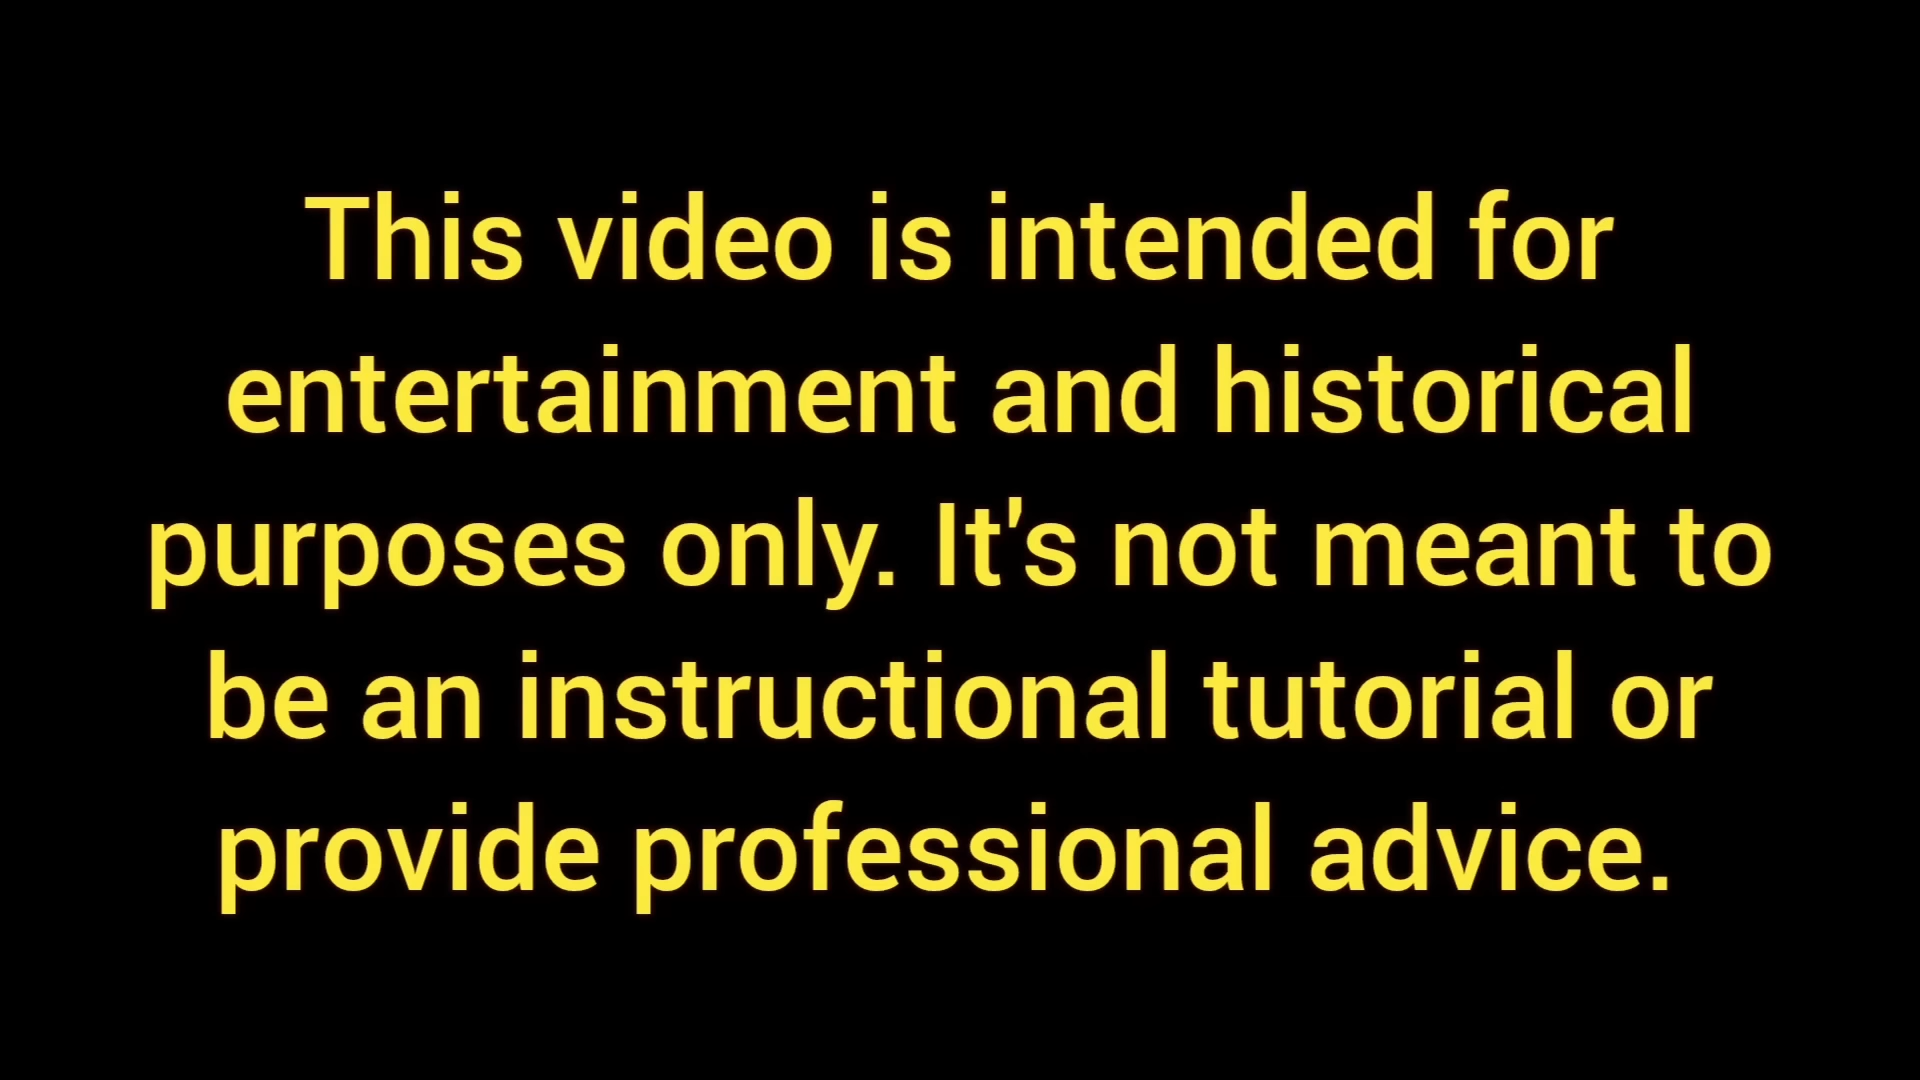 This video is intended for
entertainment and historical
purposes only. It's not meant to
be an instructional tutorial or
provide professional advice.